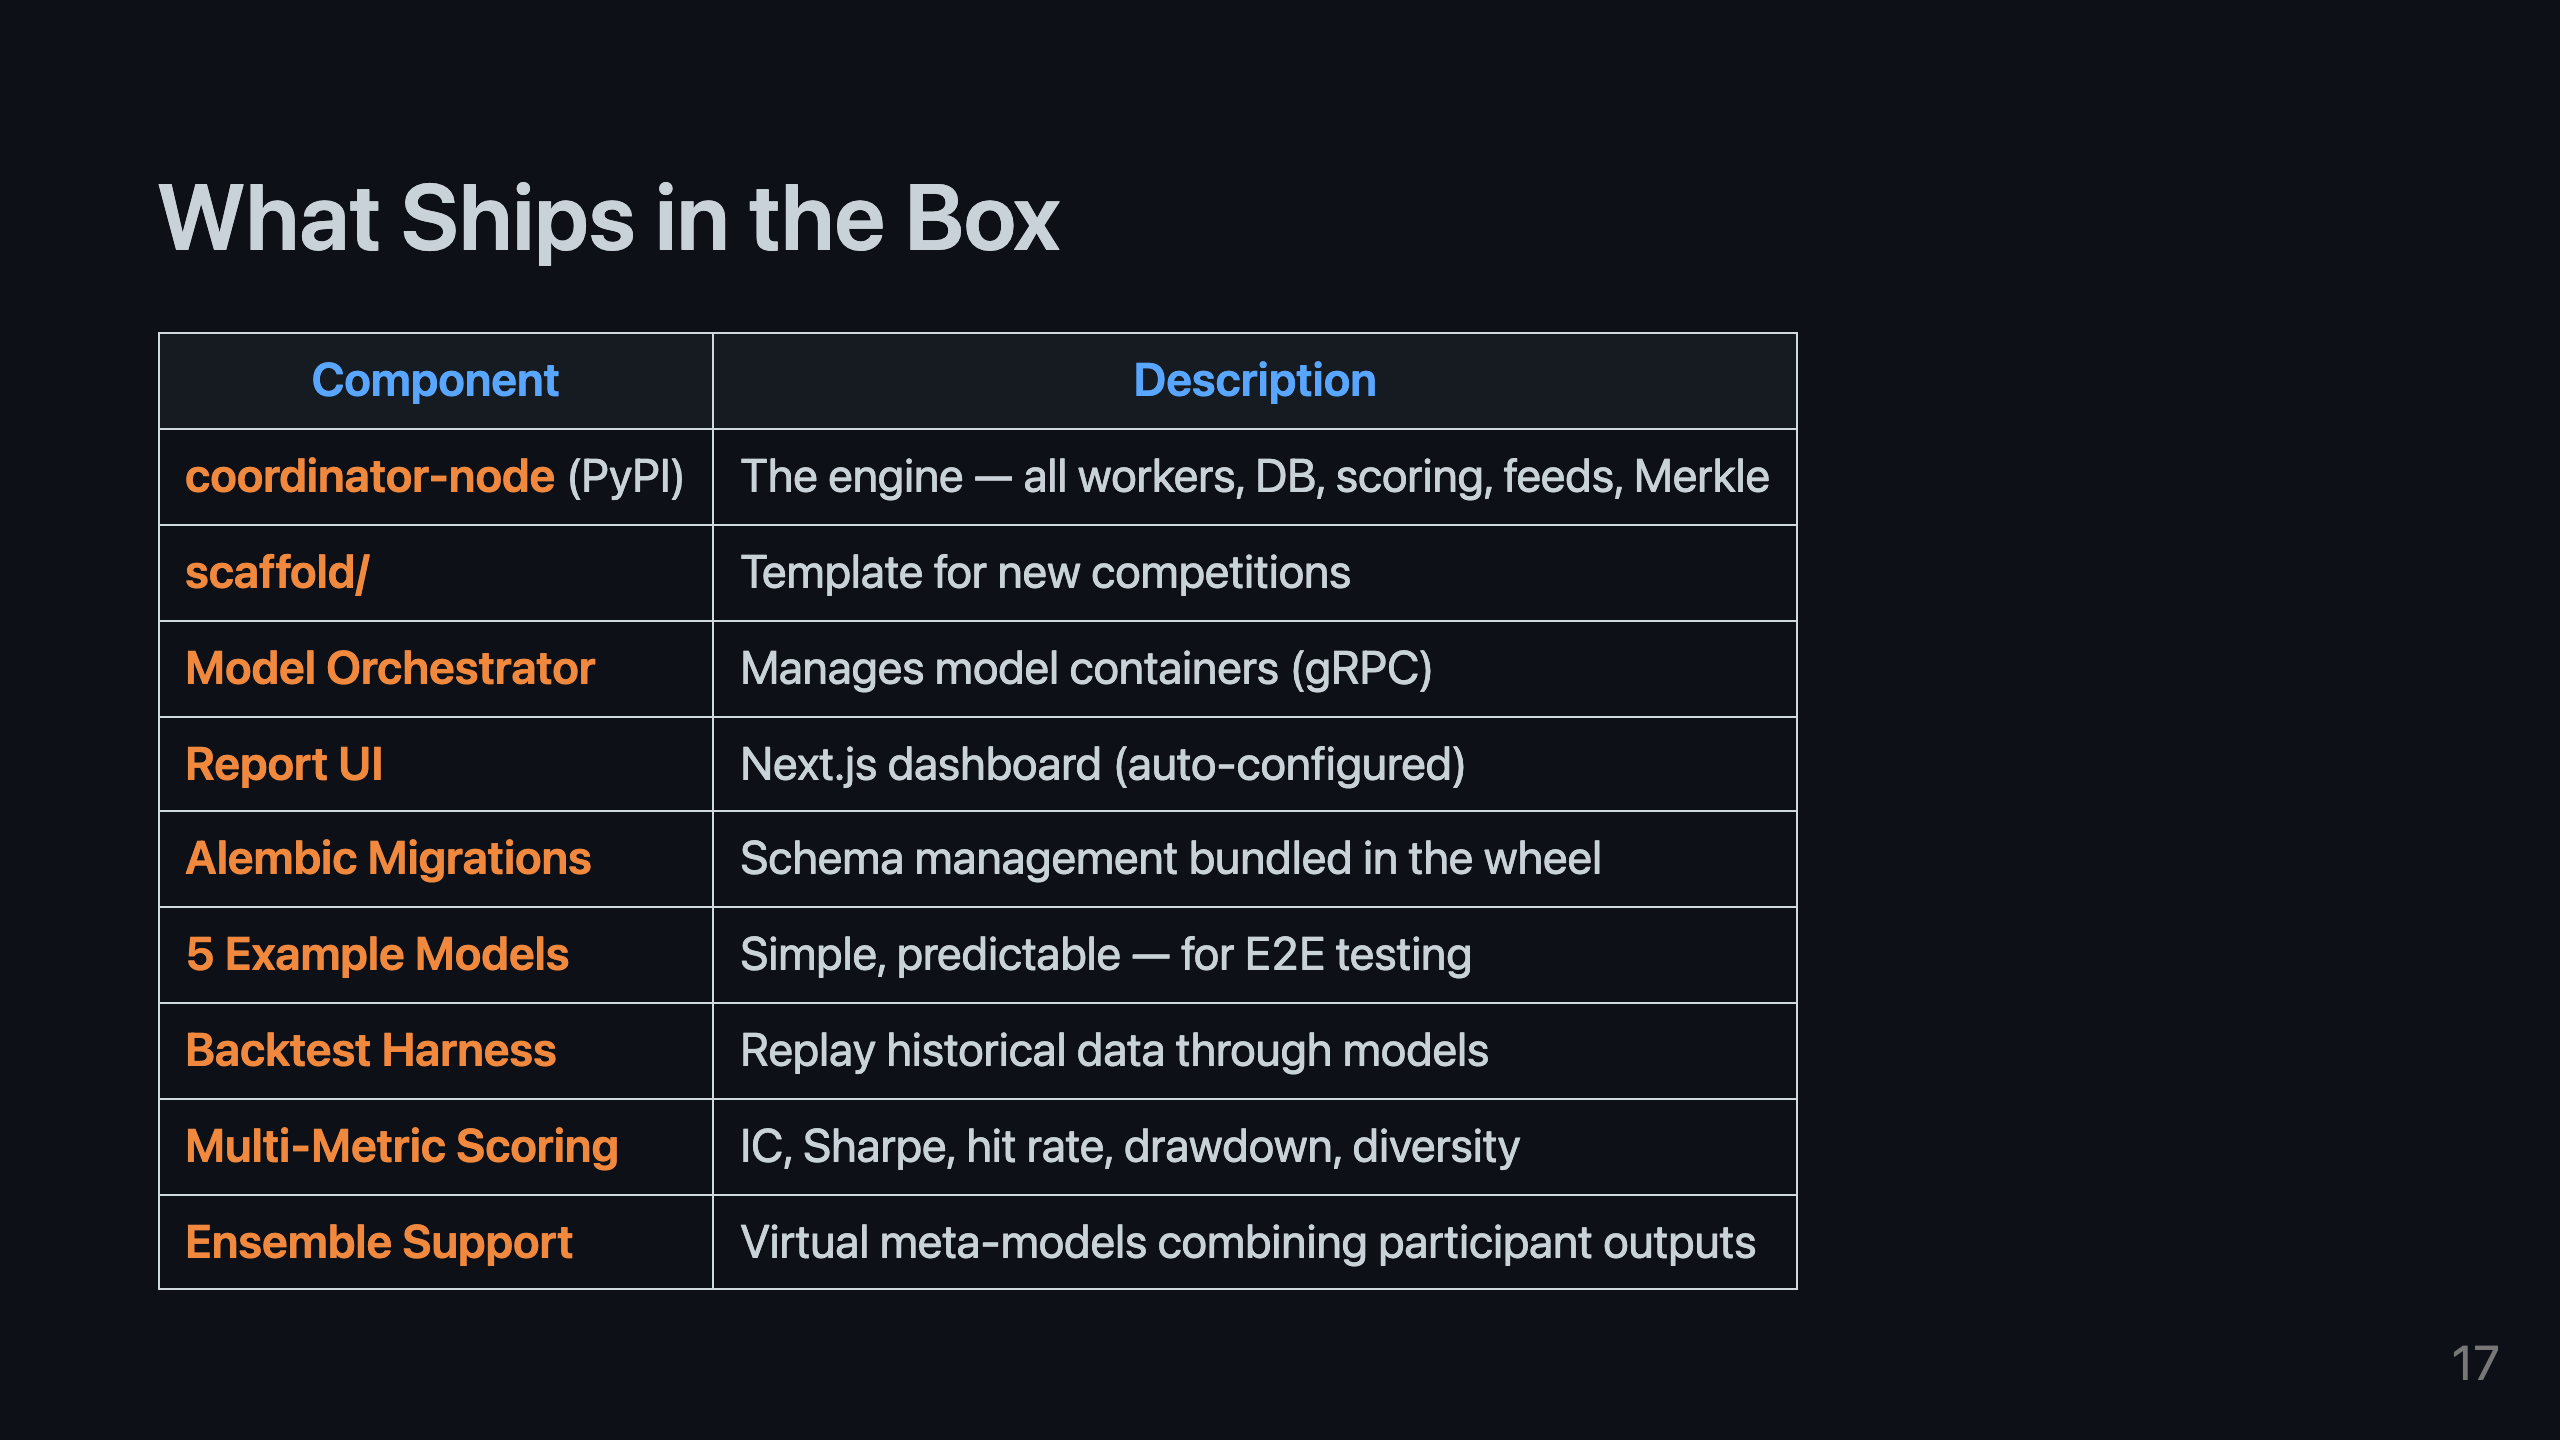 What Ships in the Box
Component Description
coordinator-node (PyPI) The engine — all workers, DB, scoring, feeds, Merkle
scaffold/ Template for new competitions
Model Orchestrator Manages model containers (gRPC)
Report UI Next.js dashboard (auto-configured)
Alembic Migrations Schema management bundled in the wheel
5 Example Models Simple, predictable — for E2E testing
Backtest Harness Replay historical data through models
Multi-Metric Scoring IC, Sharpe, hit rate, drawdown, diversity
Ensemble Support Virtual meta-models combining participant outputs
17